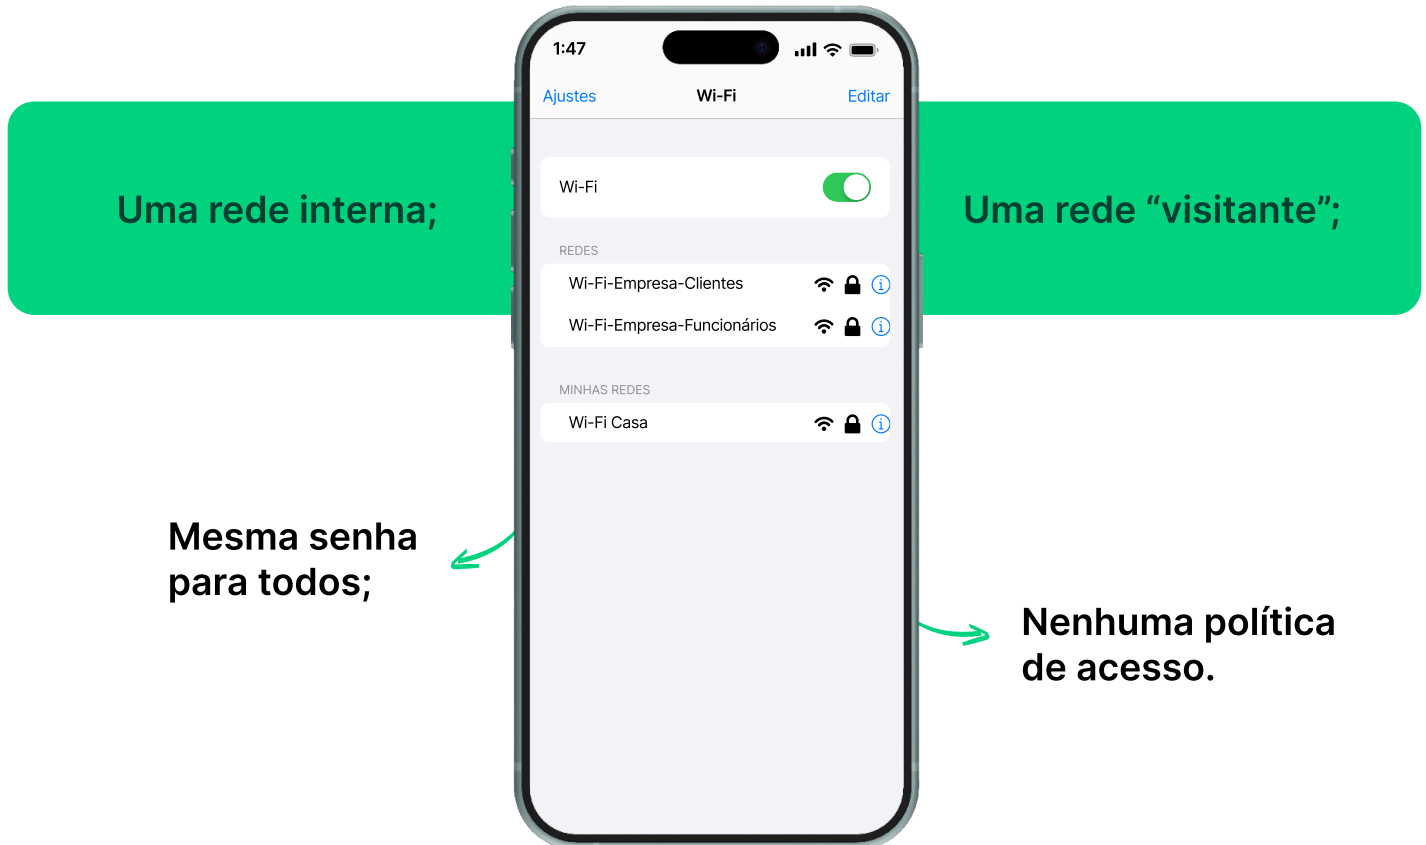 1:47
Ajustes Wi-Fi Editar
Wi-Fi
Uma rede interna;
Uma rede “visitante”;
REDES
Wi-Fi-Empresa-Clientes
Wi-Fi-Empresa-Funcionários
MINHAS REDES
Wi-Fi Casa
Mesma senha
para todos;
Nenhuma política
de acesso.